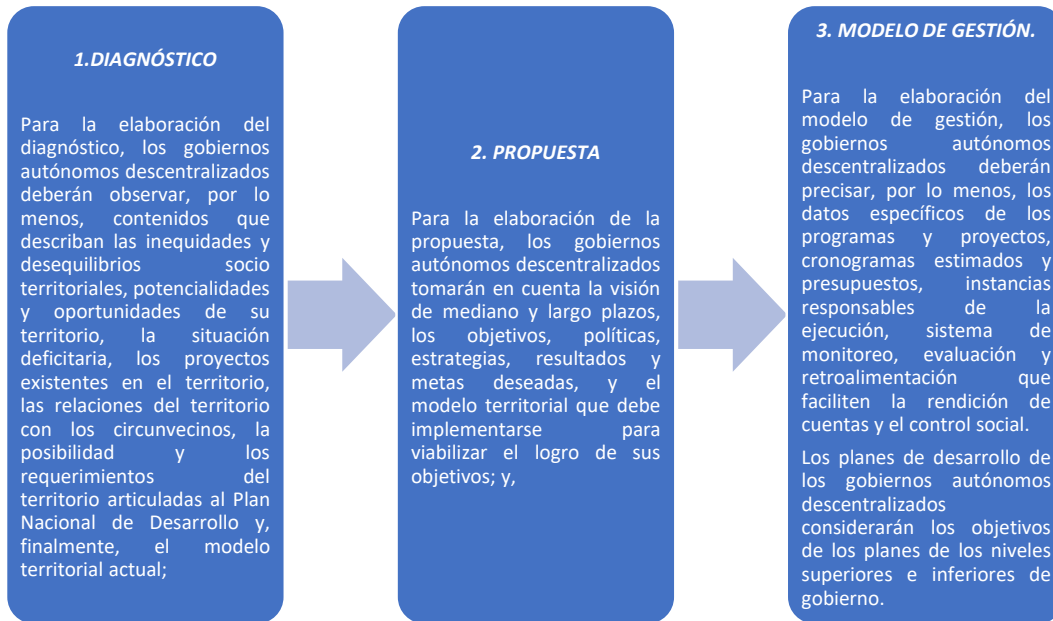 1.DIAGNÓSTICO
Para la elaboración del
diagnóstico, los gobiernos
autónomos descentralizados
deberán observar, por lo
menos, contenidos que
describan las inequidades y
desequilibrios socio
territoriales, potencialidades
y oportunidades de su
territorio, la situación
deficitaria, los proyectos
existentes en el territorio,
las relaciones del territorio
con los circunvecinos, la
posibilidad y los
requerimientos del
territorio articuladas al Plan
Nacional de Desarrollo y,
finalmente, el modelo
territorial actual;
2. PROPUESTA
Para la elaboración de la
propuesta, los gobiernos
autónomos descentralizados
tomarán en cuenta la visión
de mediano y largo plazos,
los objetivos, políticas,
estrategias, resultados y
metas deseadas, y el
modelo territorial que debe
implementarse para
viabilizar el logro de sus
objetivos; y,
3. MODELO DE GESTIÓN.
Para la elaboración del
modelo de gestión, los
gobiernos autónomos
descentralizados deberán
precisar, por lo menos, los
datos específicos de los
programas y proyectos,
cronogramas estimados y
presupuestos, instancias
responsables de la
ejecución, sistema de
monitoreo, evaluación y
retroalimentación que
faciliten la rendición de
cuentas y el control social.
Los planes de desarrollo de
los gobiernos autónomos
descentralizados
considerarán los objetivos
de los planes de los niveles
superiores e inferiores de
gobierno.